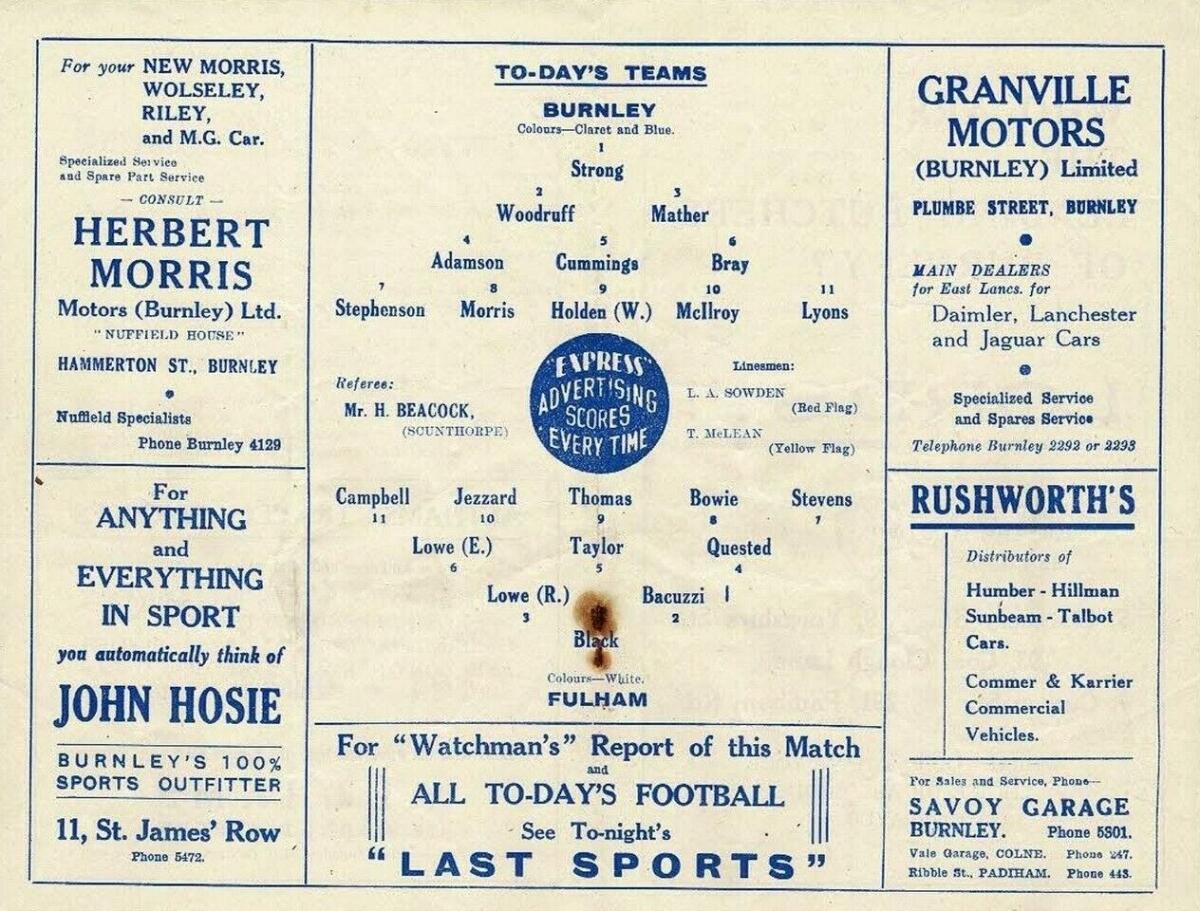 For your NEW MORRIS,
WOLSELEY,
RILEY,
and M.G. Car.
Specialized Service
and Spare Part Service
— CONSULT —
HERBERT
MORRIS
Motors (Burnley) Ltd.
"NUFFIELD HOUSE"
HAMMERTON ST., BURNLEY
Nuffield Specialists
Phone Burnley 4129
For
ANYTHING
and
EVERYTHING
IN SPORT
you automatically think of
JOHN HOSIE
BURNLEY'S 100%
SPORTS OUTFITTER
11, St. James' Row
Phone 5472.
TO-DAY'S TEAMS
BURNLEY
Colours—Claret and Blue.
1
Strong
2 3
Woodruff Mather
4 5 6
Adamson Cummings Bray
7 8 9 10 11
Stephenson Morris Holden (W.) McIlroy Lyons
Referee:
Mr. H. BEACOCK,
(SCUNTHORPE)
"EXPRESS"
ADVERTISING
SCORES
EVERY TIME
Linesmen:
L. A. SOWDEN
(Red Flag)
T. McLEAN
(Yellow Flag)
Campbell Jezzard Thomas Bowie Stevens
11 10 9 8 7
Lowe (E.) Taylor Quested
6 5 4
Lowe (R.) Bacuzzi
3 2
Black
Colours—White.
FULHAM
For "Watchman's" Report of this Match
and
ALL TO-DAY'S FOOTBALL
See To-night's
"LAST SPORTS"
GRANVILLE
MOTORS
(BURNLEY) Limited
PLUMBE STREET, BURNLEY
MAIN DEALERS
for East Lancs. for
Daimler, Lanchester
and Jaguar Cars
Specialized Service
and Spares Service
Telephone Burnley 2292 or 2293
RUSHWORTH'S
Distributors of
Humber - Hillman
Sunbeam - Talbot
Cars.
Commer & Karrier
Commercial
Vehicles.
For Sales and Service, Phone—
SAVOY GARAGE
BURNLEY. Phone 5301.
Vale Garage, COLNE. Phone 247.
Ribble St., PADIHAM. Phone 443.